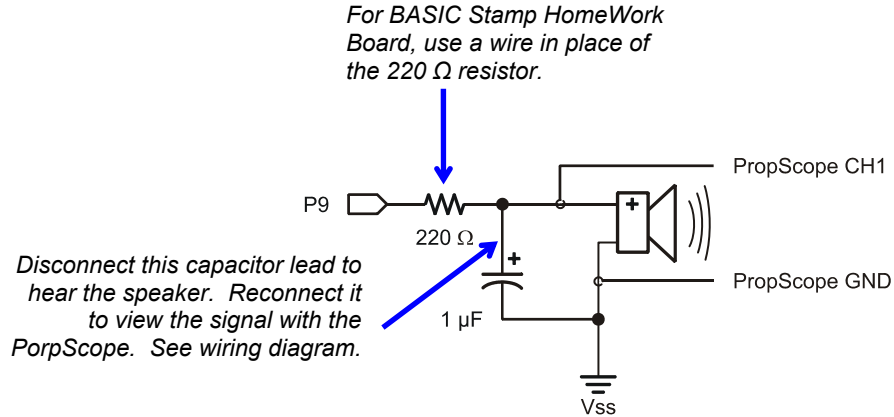 For BASIC Stamp HomeWork
Board, use a wire in place of
the 220 Ω resistor.
PropScope CH1
P9
+
220 Ω
+
Disconnect this capacitor lead to
hear the speaker. Reconnect it
to view the signal with the
PorpScope. See wiring diagram.
PropScope GND
1 µF
Vss